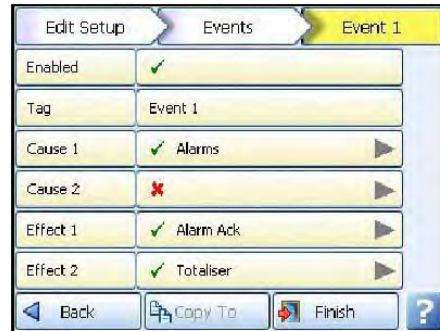 Edit Setup Events Event 1
Enabled
Tag Event 1
Cause 1 Alarms
Cause 2
Effect 1 Alarm Ack
Effect 2 Totaliser
Back Copy To Finish ?